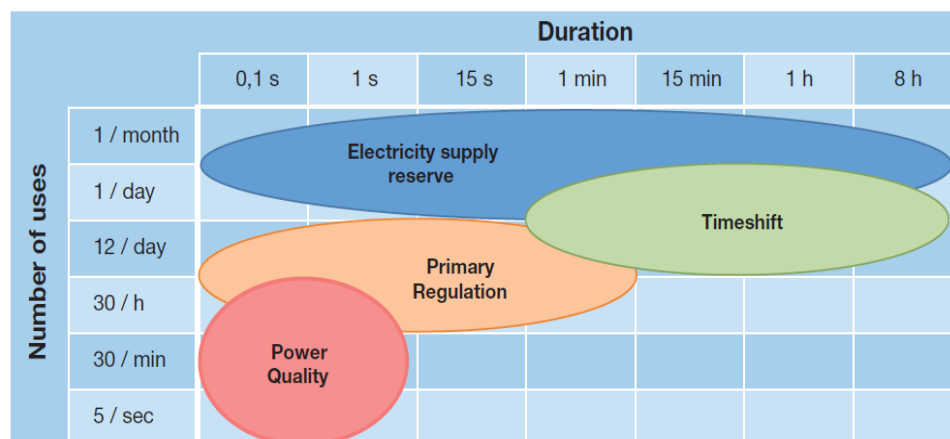 Duration
0,1 s 1 s 15 s 1 min 15 min 1 h 8 h
Number of uses
1 / month
1 / day
12 / day
30 / h
30 / min
5 / sec
Electricity supply
reserve
Timeshift
Primary
Regulation
Power
Quality